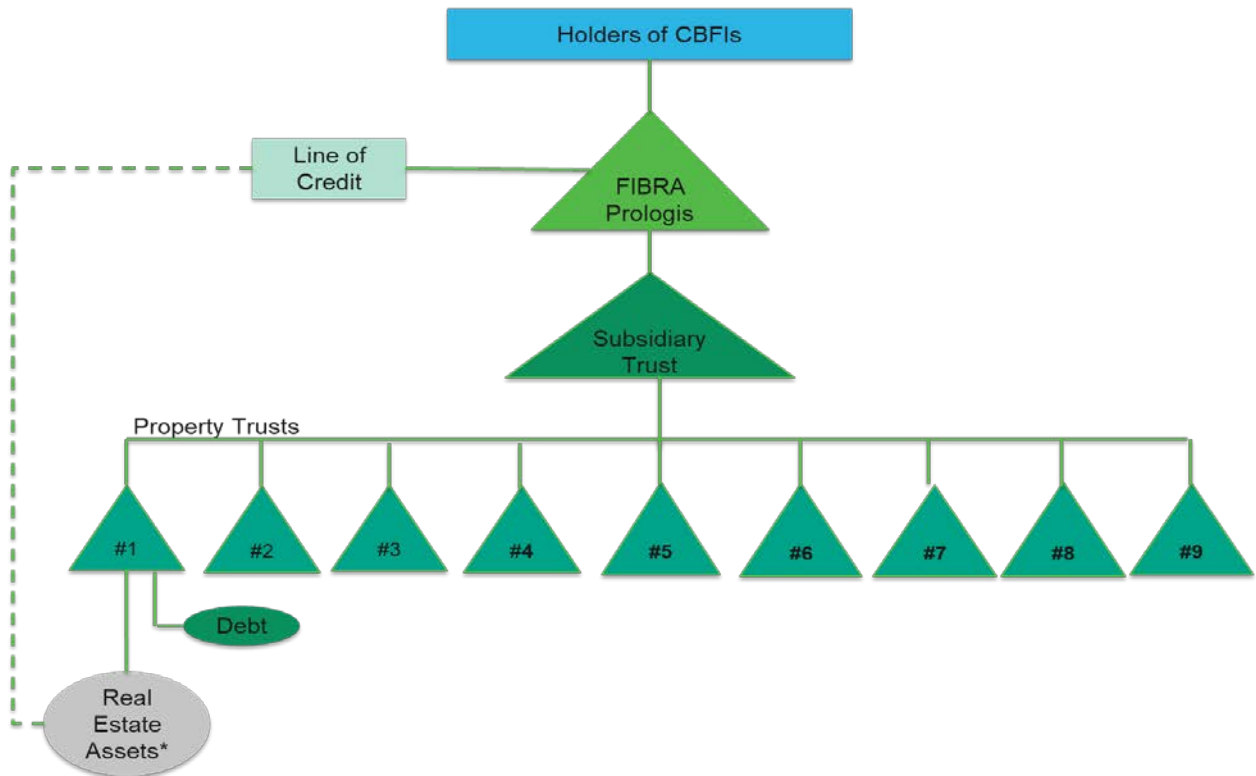 Holders of CBFIs
Line of
Credit
FIBRA
Prologis
Subsidiary
Trust
Property Trusts
#1
#2
#3
#4
#5
#6
#7
#8
#9
Debt
Real
Estate
Assets*